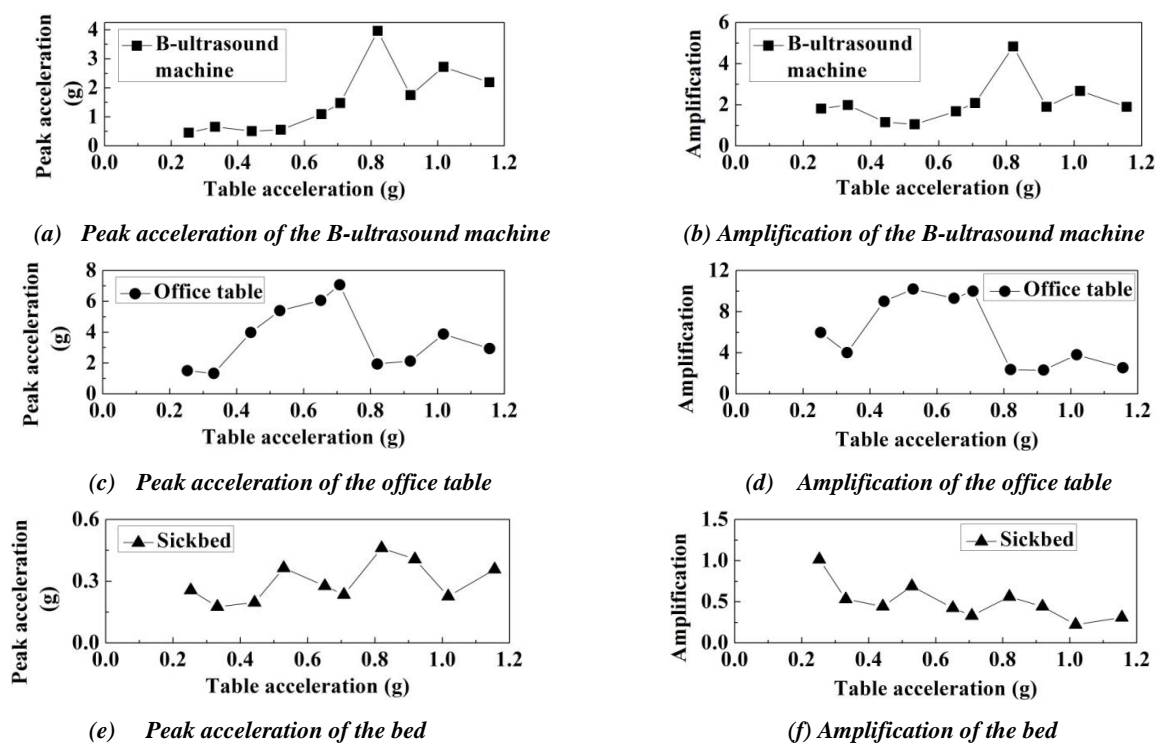 Peak acceleration
(g)
4
3
2
1
0
B-ultrasound
machine
0.0 0.2 0.4 0.6 0.8 1.0 1.2
Table acceleration (g)
(a) Peak acceleration of the B-ultrasound machine
Amplification
6
4
2
0
B-ultrasound
machine
0.0 0.2 0.4 0.6 0.8 1.0 1.2
Table acceleration (g)
(b) Amplification of the B-ultrasound machine
Peak acceleration
(g)
8
6
4
2
0
Office table
0.0 0.2 0.4 0.6 0.8 1.0 1.2
Table acceleration (g)
(c) Peak acceleration of the office table
Amplification
12
8
4
0
Office table
0.0 0.2 0.4 0.6 0.8 1.0 1.2
Table acceleration (g)
(d) Amplification of the office table
Peak acceleration
(g)
0.6
0.3
0.0
Sickbed
0.0 0.2 0.4 0.6 0.8 1.0 1.2
Table acceleration (g)
(e) Peak acceleration of the bed
Amplification
1.5
1.0
0.5
0.0
Sickbed
0.0 0.2 0.4 0.6 0.8 1.0 1.2
Table acceleration (g)
(f) Amplification of the bed